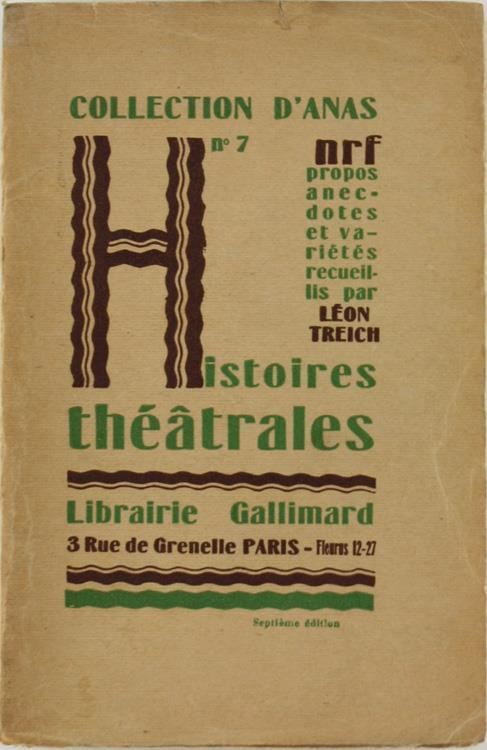 COLLECTION D'ANAS
n° 7
nrf
propos
anec-
dotes
et va-
riétés
recueil-
lis par
LÉON
TREICH
Histoires
théâtrales
Librairie Gallimard
3 Rue de Grenelle PARIS - Fleurus 12-27
Septième édition